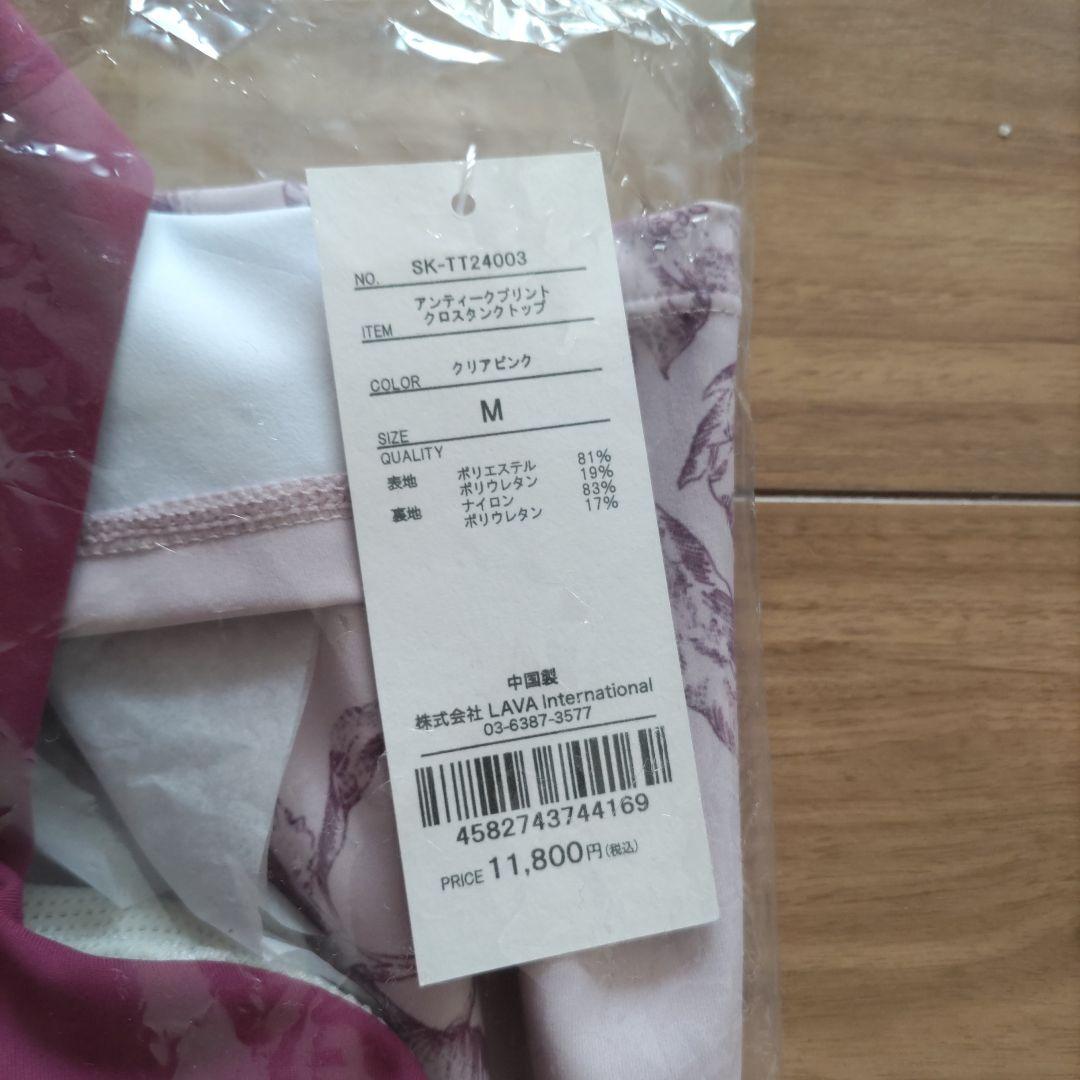 NO. SK-TT24003
ITEM アンティークプリント
クロスタンクトップ
COLOR クリアピンク
SIZE M
QUALITY
表地 ポリエステル 81%
ポリウレタン 19%
裏地 ナイロン 83%
ポリウレタン 17%
中国製
株式会社 LAVA International
03-6387-3577
4582743744169
PRICE 11,800円(税込)